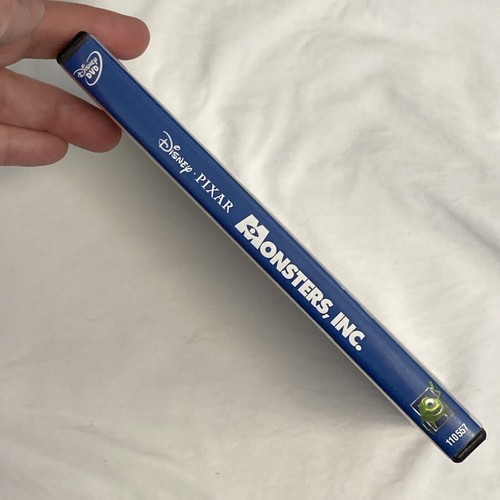 Disney
DVD
Disney · PIXAR
MONSTERS, INC.
110557